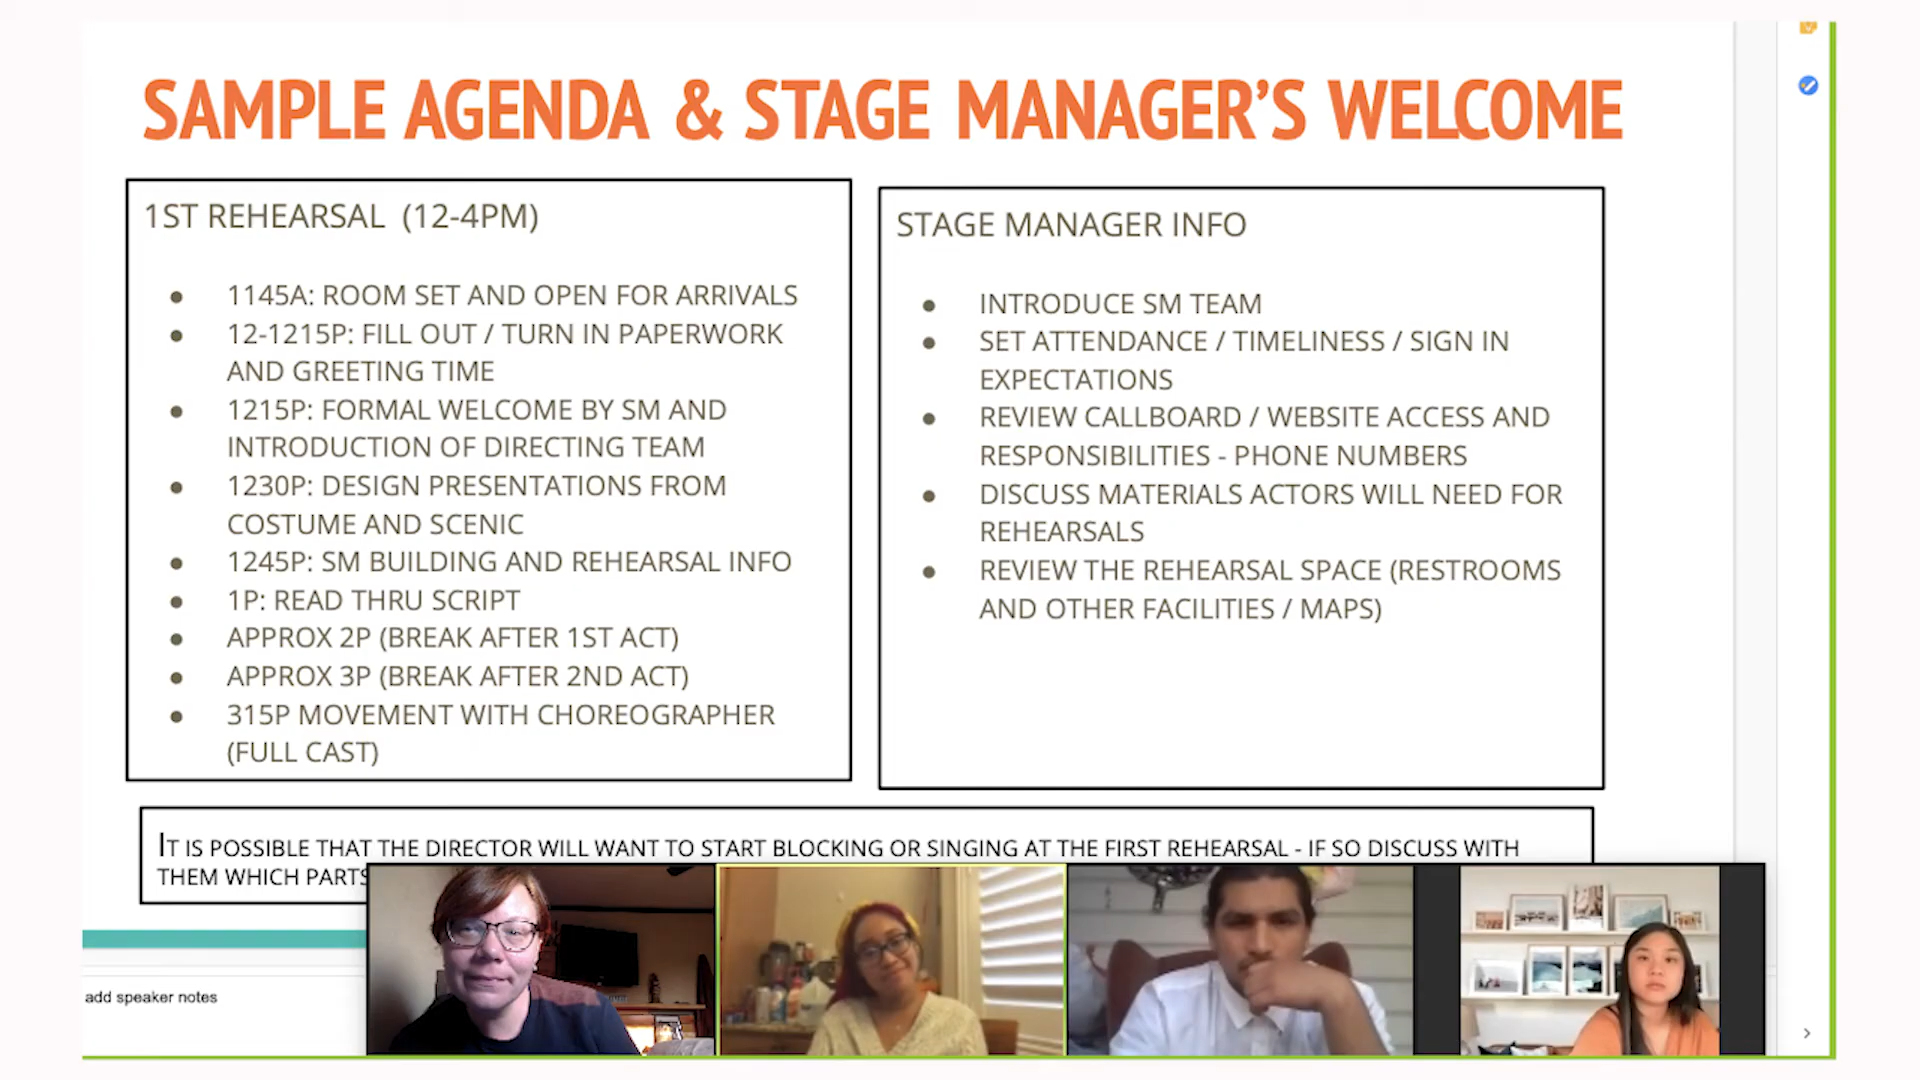 SAMPLE AGENDA & STAGE MANAGER'S WELCOME
1ST REHEARSAL (12-4PM)
● 1145A: ROOM SET AND OPEN FOR ARRIVALS
● 12-1215P: FILL OUT / TURN IN PAPERWORK
AND GREETING TIME
● 1215P: FORMAL WELCOME BY SM AND
INTRODUCTION OF DIRECTING TEAM
● 1230P: DESIGN PRESENTATIONS FROM
COSTUME AND SCENIC
● 1245P: SM BUILDING AND REHEARSAL INFO
● 1P: READ THRU SCRIPT
● APPROX 2P (BREAK AFTER 1ST ACT)
● APPROX 3P (BREAK AFTER 2ND ACT)
● 315P MOVEMENT WITH CHOREOGRAPHER
(FULL CAST)
STAGE MANAGER INFO
● INTRODUCE SM TEAM
● SET ATTENDANCE / TIMELINESS / SIGN IN
EXPECTATIONS
● REVIEW CALLBOARD / WEBSITE ACCESS AND
RESPONSIBILITIES - PHONE NUMBERS
● DISCUSS MATERIALS ACTORS WILL NEED FOR
REHEARSALS
● REVIEW THE REHEARSAL SPACE (RESTROOMS
AND OTHER FACILITIES / MAPS)
IT IS POSSIBLE THAT THE DIRECTOR WILL WANT TO START BLOCKING OR SINGING AT THE FIRST REHEARSAL - IF SO DISCUSS WITH
THEM WHICH PARTS
add speaker notes